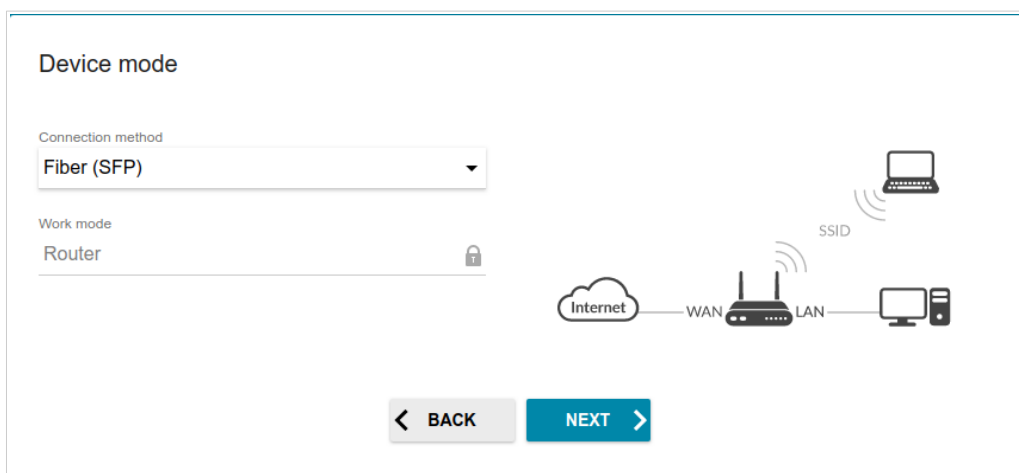 Device mode
Connection method
Fiber (SFP)
Work mode
Router
SSID
Internet
WAN
LAN
BACK
NEXT